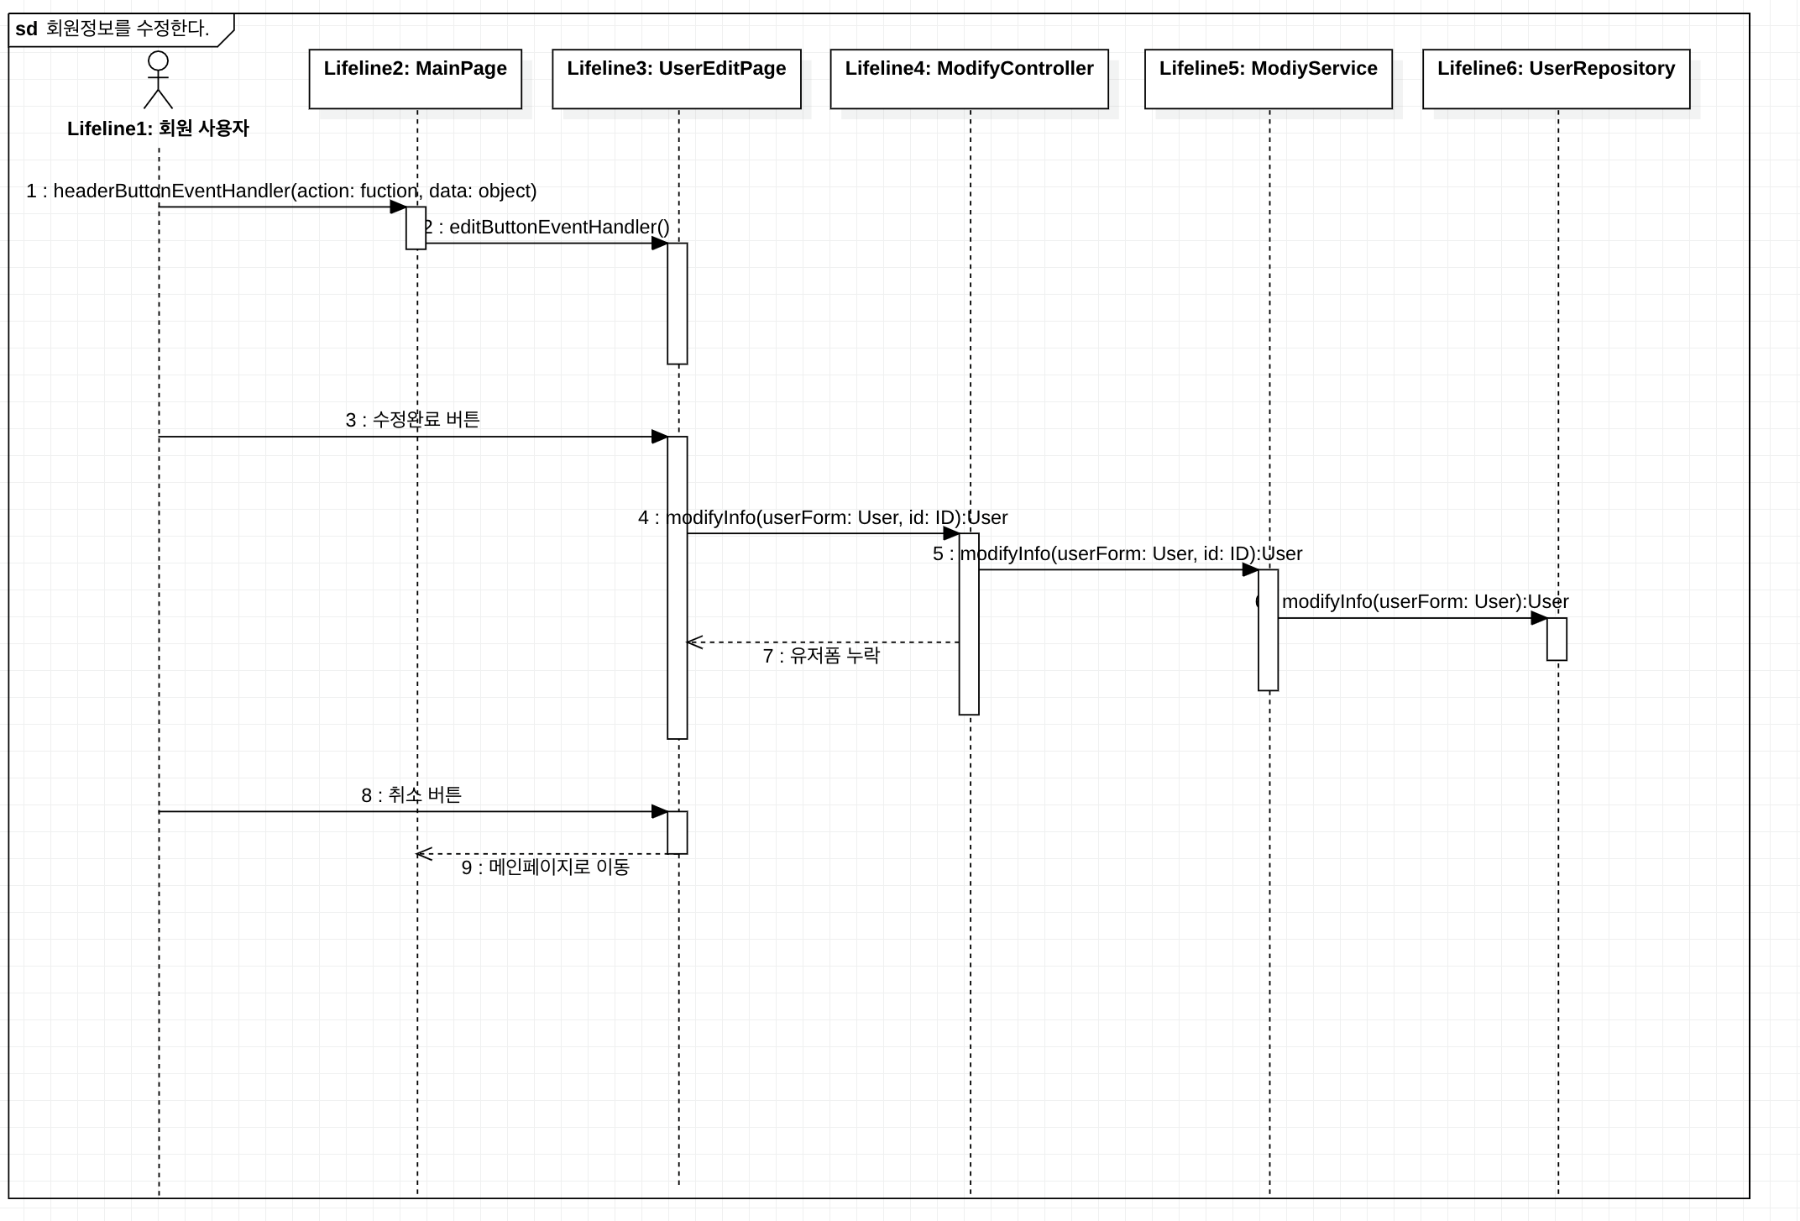 sd 회원정보를 수정한다.
Lifeline1: 회원 사용자
Lifeline2: MainPage
Lifeline3: UserEditPage
Lifeline4: ModifyController
Lifeline5: ModiyService
Lifeline6: UserRepository
1 : headerButtonEventHandler(action: fuction, data: object)
2 : editButtonEventHandler()
3 : 수정완료 버튼
4 : modifyInfo(userForm: User, id: ID):User
5 : modifyInfo(userForm: User, id: ID):User
modifyInfo(userForm: User):User
7 : 유저폼 누락
8 : 취소 버튼
9 : 메인페이지로 이동